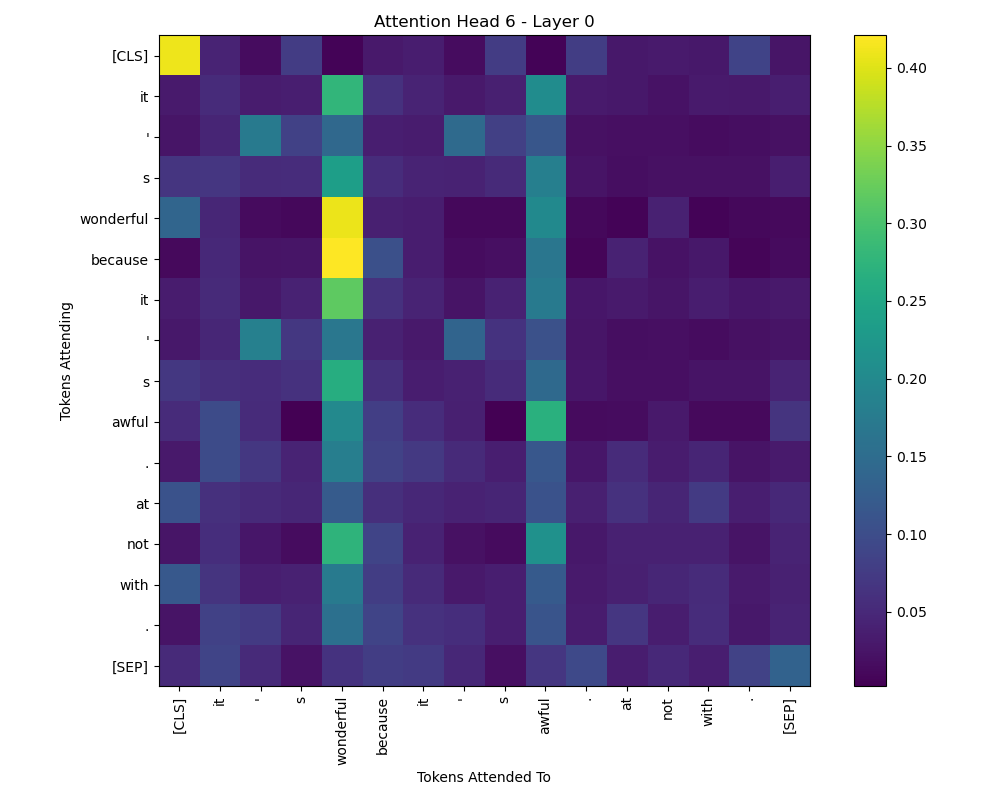 Attention Head 6 - Layer 0
[CLS]
it
'
s
wonderful
because
it
'
s
awful
.
at
not
with
.
[SEP]
Tokens Attending
[CLS]
it
'
s
wonderful
because
it
'
s
awful
.
at
not
with
.
[SEP]
Tokens Attended To
0.40
0.35
0.30
0.25
0.20
0.15
0.10
0.05